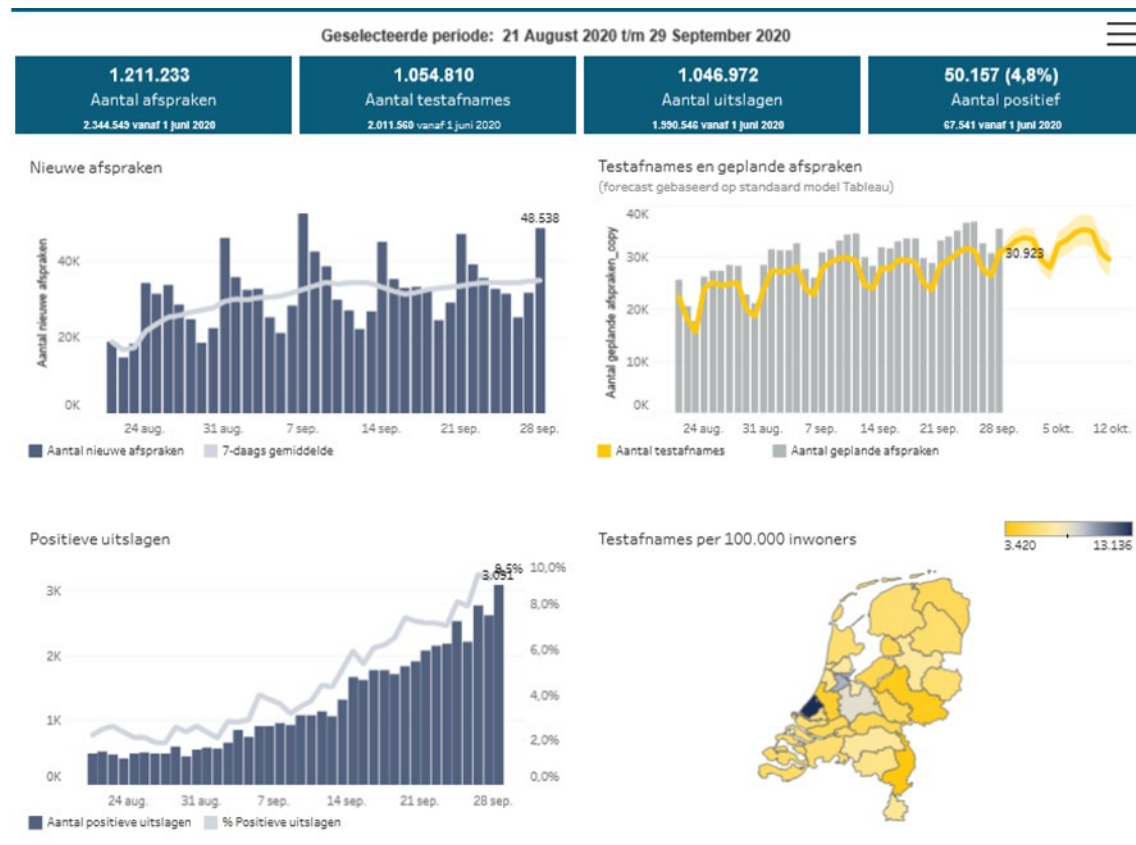 Geselecteerde periode: 21 August 2020 t/m 29 September 2020
1.211.233
Aantal afspraken
2.344.549 vanaf 1 juni 2020
1.054.810
Aantal testafnames
2.011.560 vanaf 1 juni 2020
1.046.972
Aantal uitslagen
1.990.546 vanaf 1 juni 2020
50.157 (4,8%)
Aantal positief
67.541 vanaf 1 juni 2020
Nieuwe afspraken
Aantal nieuwe afspraken
40K
20K
0K
48.538
24 aug. 31 aug. 7 sep. 14 sep. 21 sep. 28 sep.
Aantal nieuwe afspraken 7-daags gemiddelde
Testafnames en geplande afspraken
(forecast gebaseerd op standaard model Tableau)
Aantal geplande afspraken_copy
40K
30K
20K
10K
0K
30.923
24 aug. 31 aug. 7 sep. 14 sep. 21 sep. 28 sep. 5 okt. 12 okt.
Aantal testafnames Aantal geplande afspraken
Positieve uitslagen
3K
2K
1K
0K
9,5%
3.091
10,0%
8,0%
6,0%
4,0%
2,0%
0,0%
24 aug. 31 aug. 7 sep. 14 sep. 21 sep. 28 sep.
Aantal positieve uitslagen % Positieve uitslagen
Testafnames per 100.000 inwoners
3.420 13.136